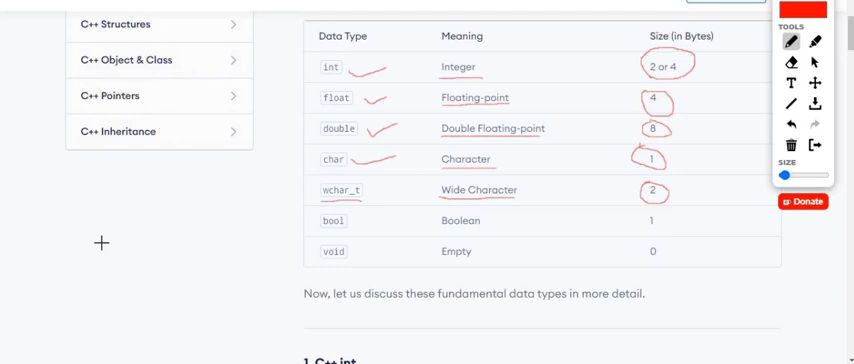 C++ Structures
C++ Object & Class
C++ Pointers
C++ Inheritance
Data Type Meaning Size (in Bytes)
int Integer 2 or 4
float Floating-point 4
double Double Floating-point 8
char Character 1
wchar_t Wide Character 2
bool Boolean 1
void Empty 0
Now, let us discuss these fundamental data types in more detail.
1. C++ int
TOOLS
T
SIZE
Donate